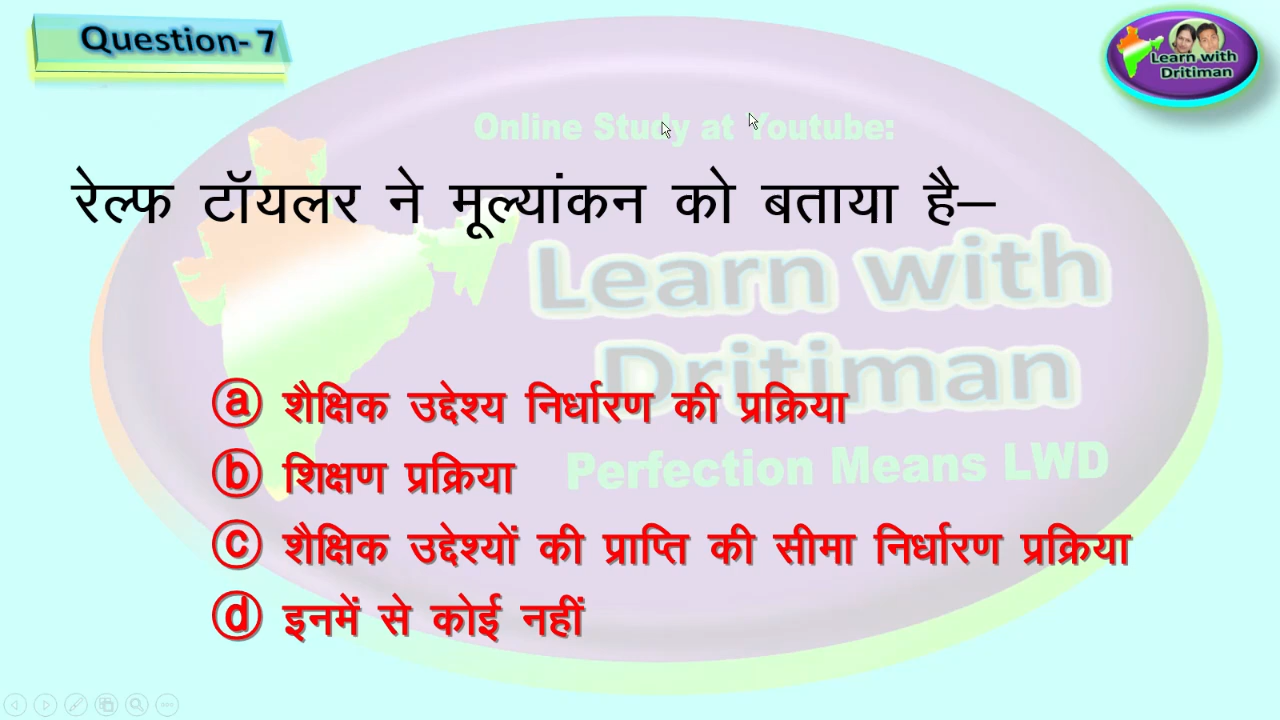 Question- 7
Learn with
Dritiman
Online Study at Youtube:
रेल्फ टॉयलर ने मूल्यांकन को बताया है–
Learn with
Dritiman
ⓐ शैक्षिक उद्देश्य निर्धारण की प्रक्रिया
ⓑ शिक्षण प्रक्रिया
Perfection Means LWD
ⓒ शैक्षिक उद्देश्यों की प्राप्ति की सीमा निर्धारण प्रक्रिया
ⓓ इनमें से कोई नहीं